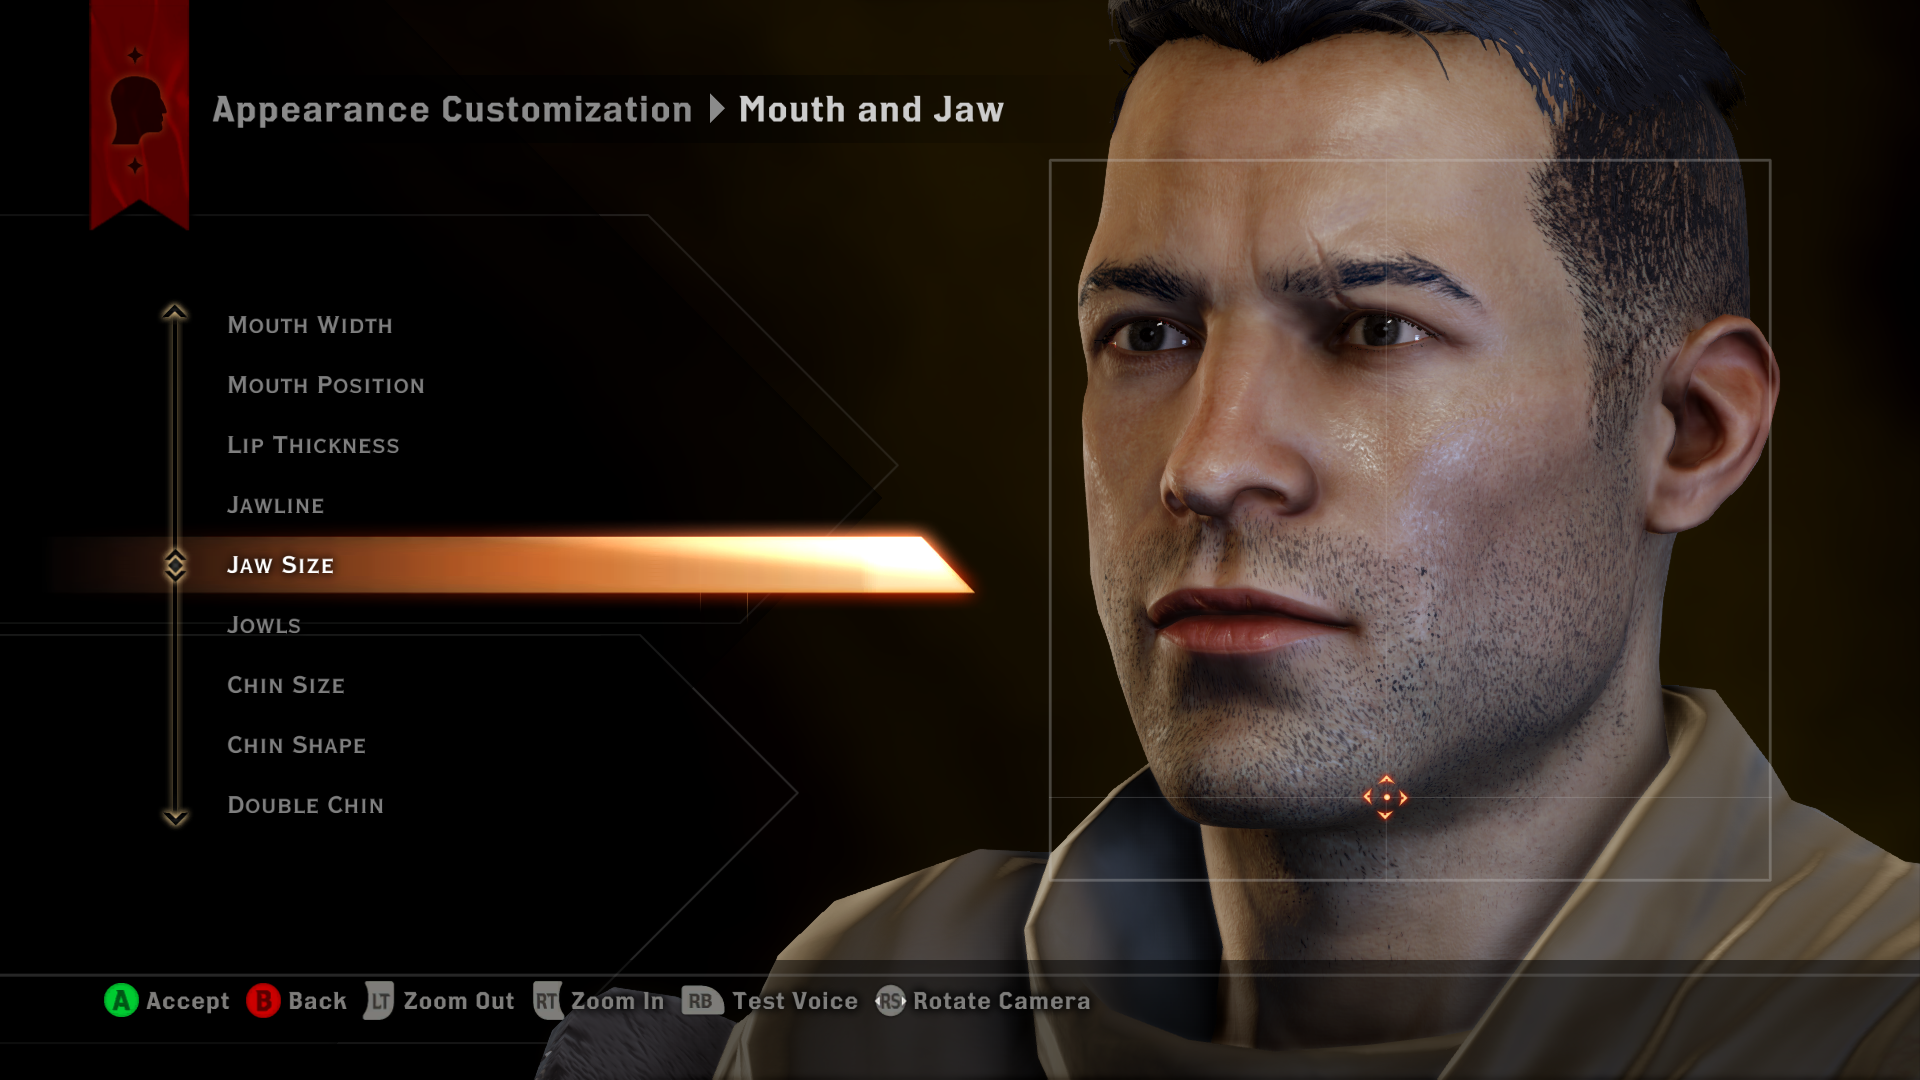 Appearance Customization ▶ Mouth and Jaw
Mouth Width
Mouth Position
Lip Thickness
Jawline
Jaw Size
Jowls
Chin Size
Chin Shape
Double Chin
A Accept B Back LT Zoom Out RT Zoom In RB Test Voice RS Rotate Camera